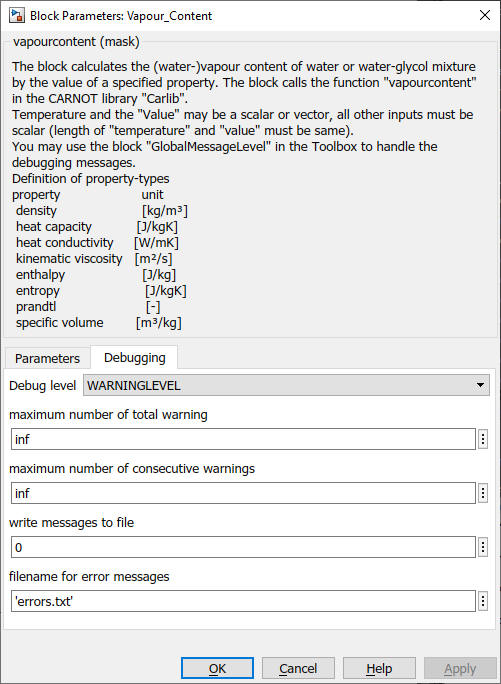 Block Parameters: Vapour_Content
vapourcontent (mask)
The block calculates the (water-)vapour content of water or water-glycol mixture
by the value of a specified property. The block calls the function "vapourcontent"
in the CARNOT library "Carlib".
Temperature and the "Value" may be a scalar or vector, all other inputs must be
scalar (length of "temperature" and "value" must be same).
You may use the block "GlobalMessageLevel" in the Toolbox to handle the
debugging messages.
Definition of property-types
property unit
density [kg/m³]
heat capacity [J/kgK]
heat conductivity [W/mK]
kinematic viscosity [m²/s]
enthalpy [J/kg]
entropy [J/kgK]
prandtl [-]
specific volume [m³/kg]
Parameters Debugging
Debug level WARNINGLEVEL
maximum number of total warning
inf
maximum number of consecutive warnings
inf
write messages to file
0
filename for error messages
'errors.txt'
OK Cancel Help Apply